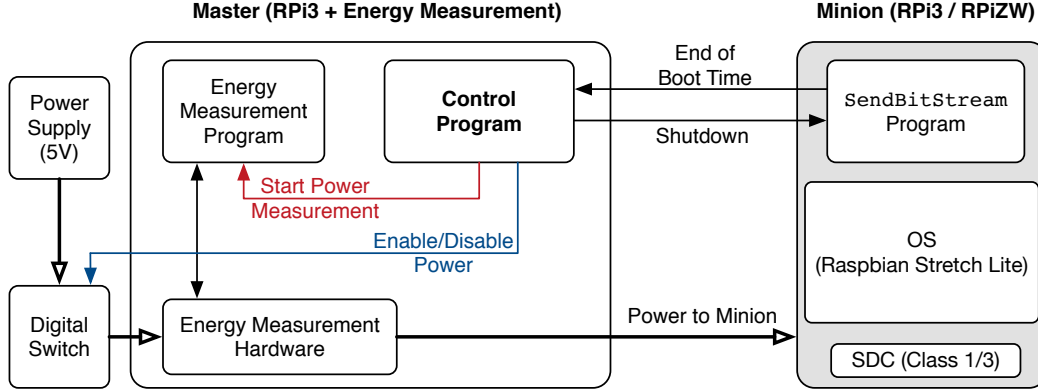 Master (RPi3 + Energy Measurement)
Minion (RPi3 / RPiZW)
Power
Supply
(5V)
Energy
Measurement
Program
Control
Program
End of
Boot Time
Shutdown
SendBitStream
Program
Start Power
Measurement
Enable/Disable
Power
OS
(Raspbian Stretch Lite)
Digital
Switch
Energy Measurement
Hardware
Power to Minion
SDC (Class 1/3)